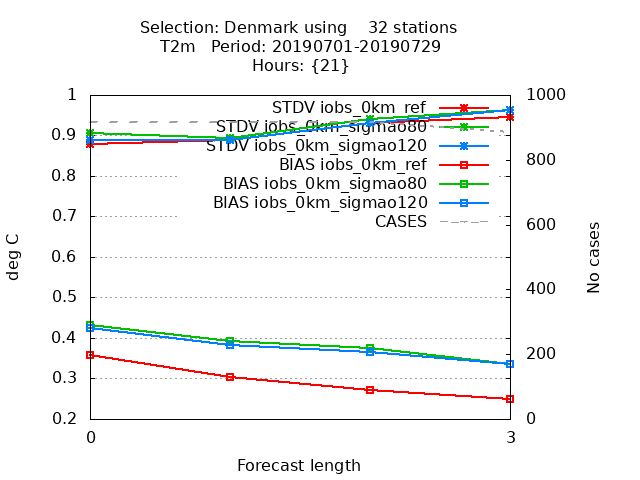 Selection: Denmark using    32 stations
T2m   Period: 20190701-20190729
Hours: {21}
1
0.9
0.8
0.7
0.6
0.5
0.4
0.3
0.2
deg C
1000
800
600
400
200
0
No cases
STDV iobs_0km_ref
STDV iobs_0km_sigmao80
STDV iobs_0km_sigmao120
BIAS iobs_0km_ref
BIAS iobs_0km_sigmao80
BIAS iobs_0km_sigmao120
CASES
0 3
Forecast length